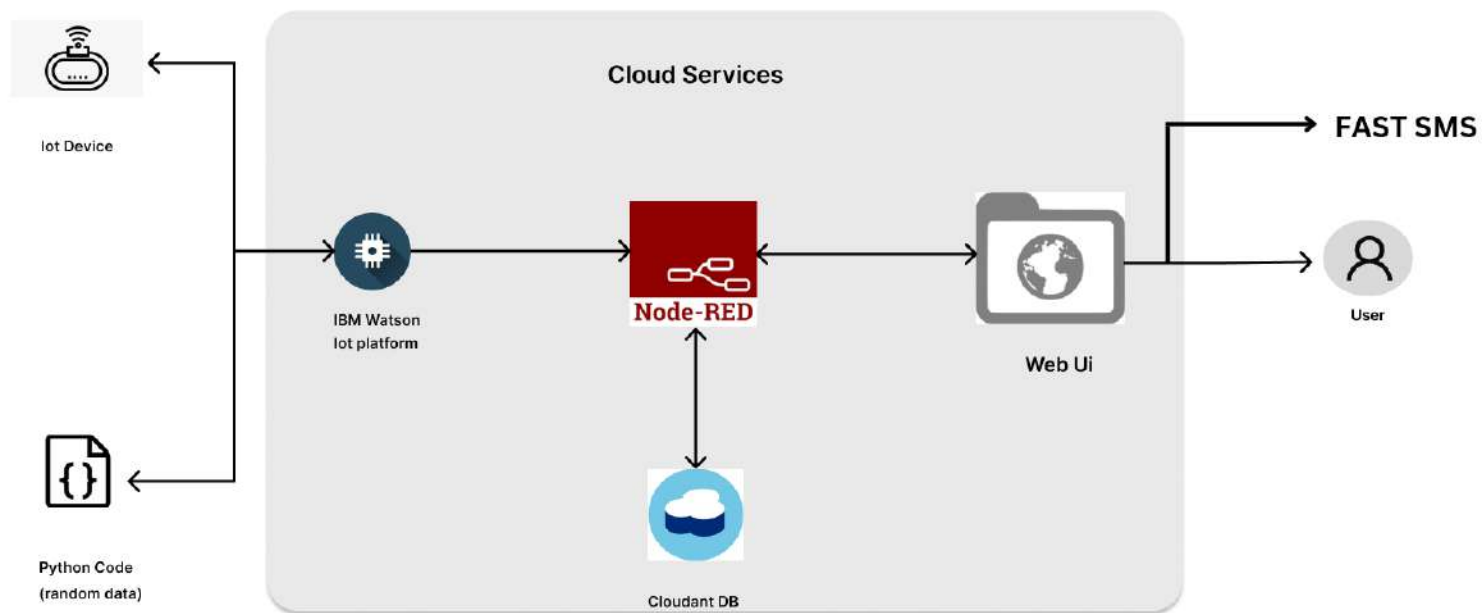 Cloud Services
Iot Device
FAST SMS
IBM Watson
Iot platform
Node-RED
Web Ui
User
{}
Python Code
(random data)
Cloudant DB